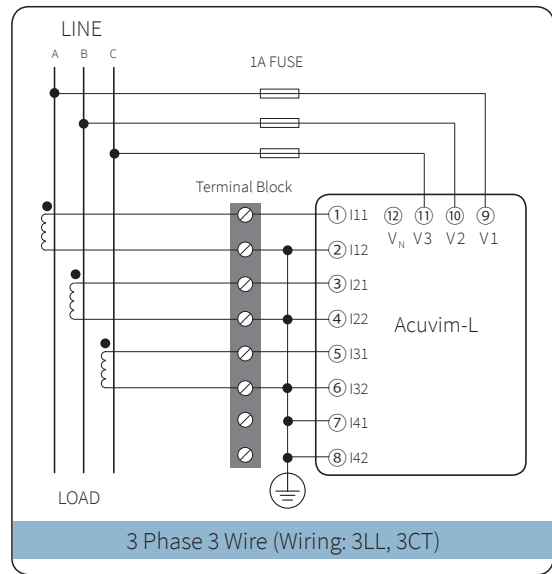 LINE
A B C
1A FUSE
Terminal Block
1 I11
12 11 10 9
V_N V3 V2 V1
2 I12
3 I21
4 I22
Acuvim-L
5 I31
6 I32
7 I41
8 I42
LOAD
3 Phase 3 Wire (Wiring: 3LL, 3CT)